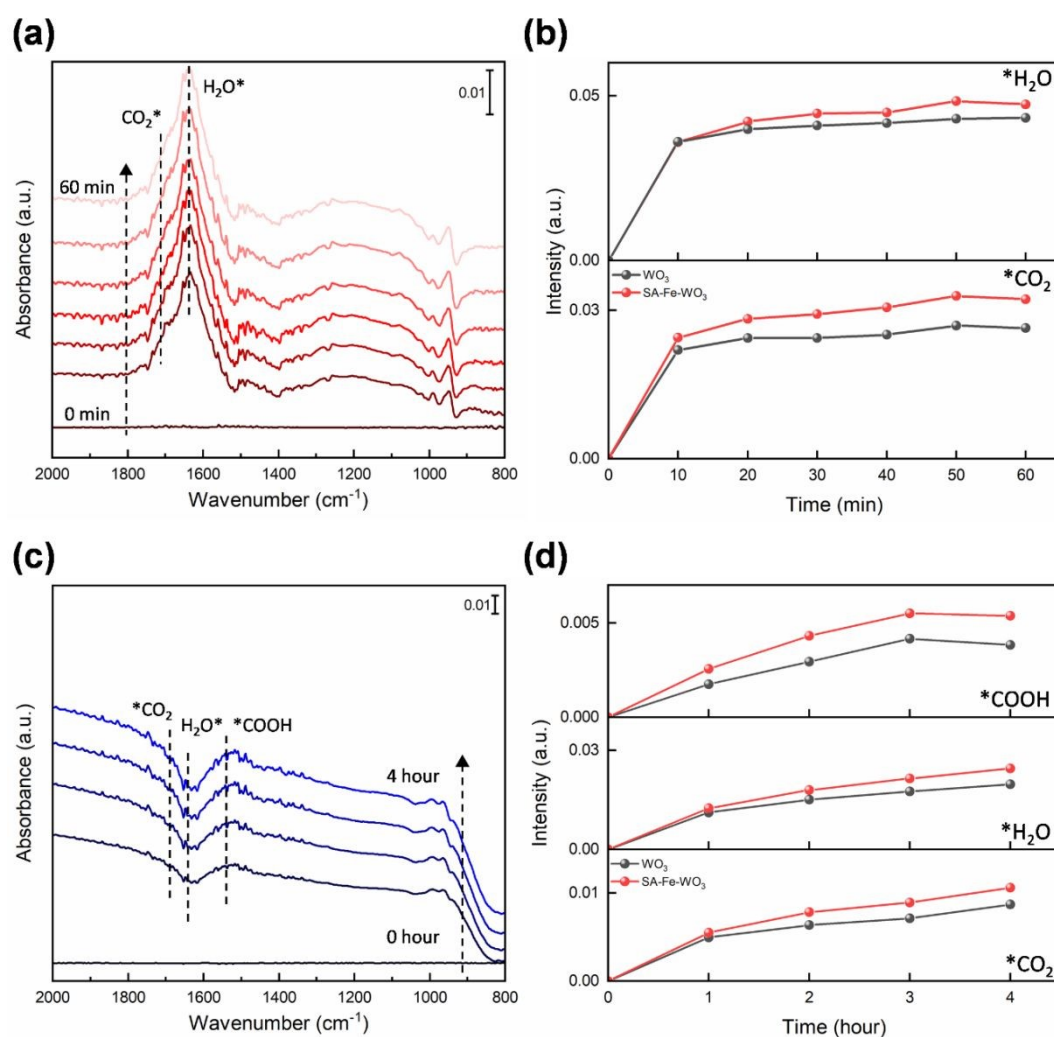 (a)
Absorbance (a.u.)
CO₂*
H₂O*
0.01
60 min
0 min
2000 1800 1600 1400 1200 1000 800
Wavenumber (cm⁻¹)
(b)
Intensity (a.u.)
*H₂O
0.05
0.00
WO₃
SA-Fe-WO₃
*CO₂
0.03
0.00
0 10 20 30 40 50 60
Time (min)
(c)
Absorbance (a.u.)
0.01
*CO₂
H₂O*
*COOH
4 hour
0 hour
2000 1800 1600 1400 1200 1000 800
Wavenumber (cm⁻¹)
(d)
Intensity (a.u.)
0.005
*COOH
0.000
0.03
*H₂O
0.00
WO₃
SA-Fe-WO₃
0.01
*CO₂
0.00
0 1 2 3 4
Time (hour)